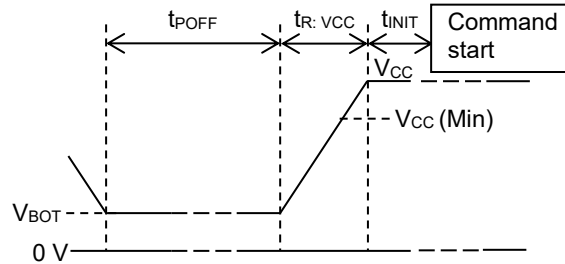 tPOFF
tR: VCC
tINIT
Command
start
VCC
VCC (Min)
VBOT
0 V